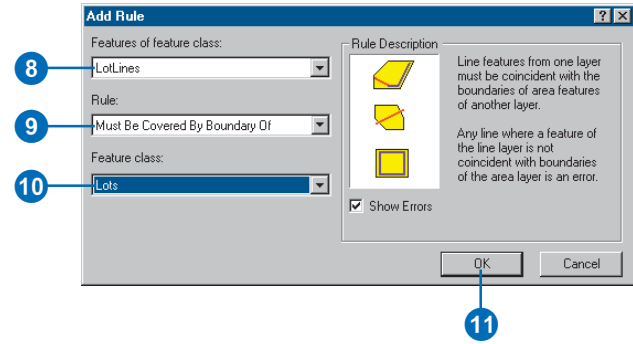 Add Rule
? X
Features of feature class:
8
LotLines
Rule:
9
Must Be Covered By Boundary Of
Feature class:
10
Lots
Rule Description
Line features from one layer
must be coincident with the
boundaries of area features
of another layer.
Any line where a feature of
the line layer is not
coincident with boundaries
of the area layer is an error.
Show Errors
OK
Cancel
11